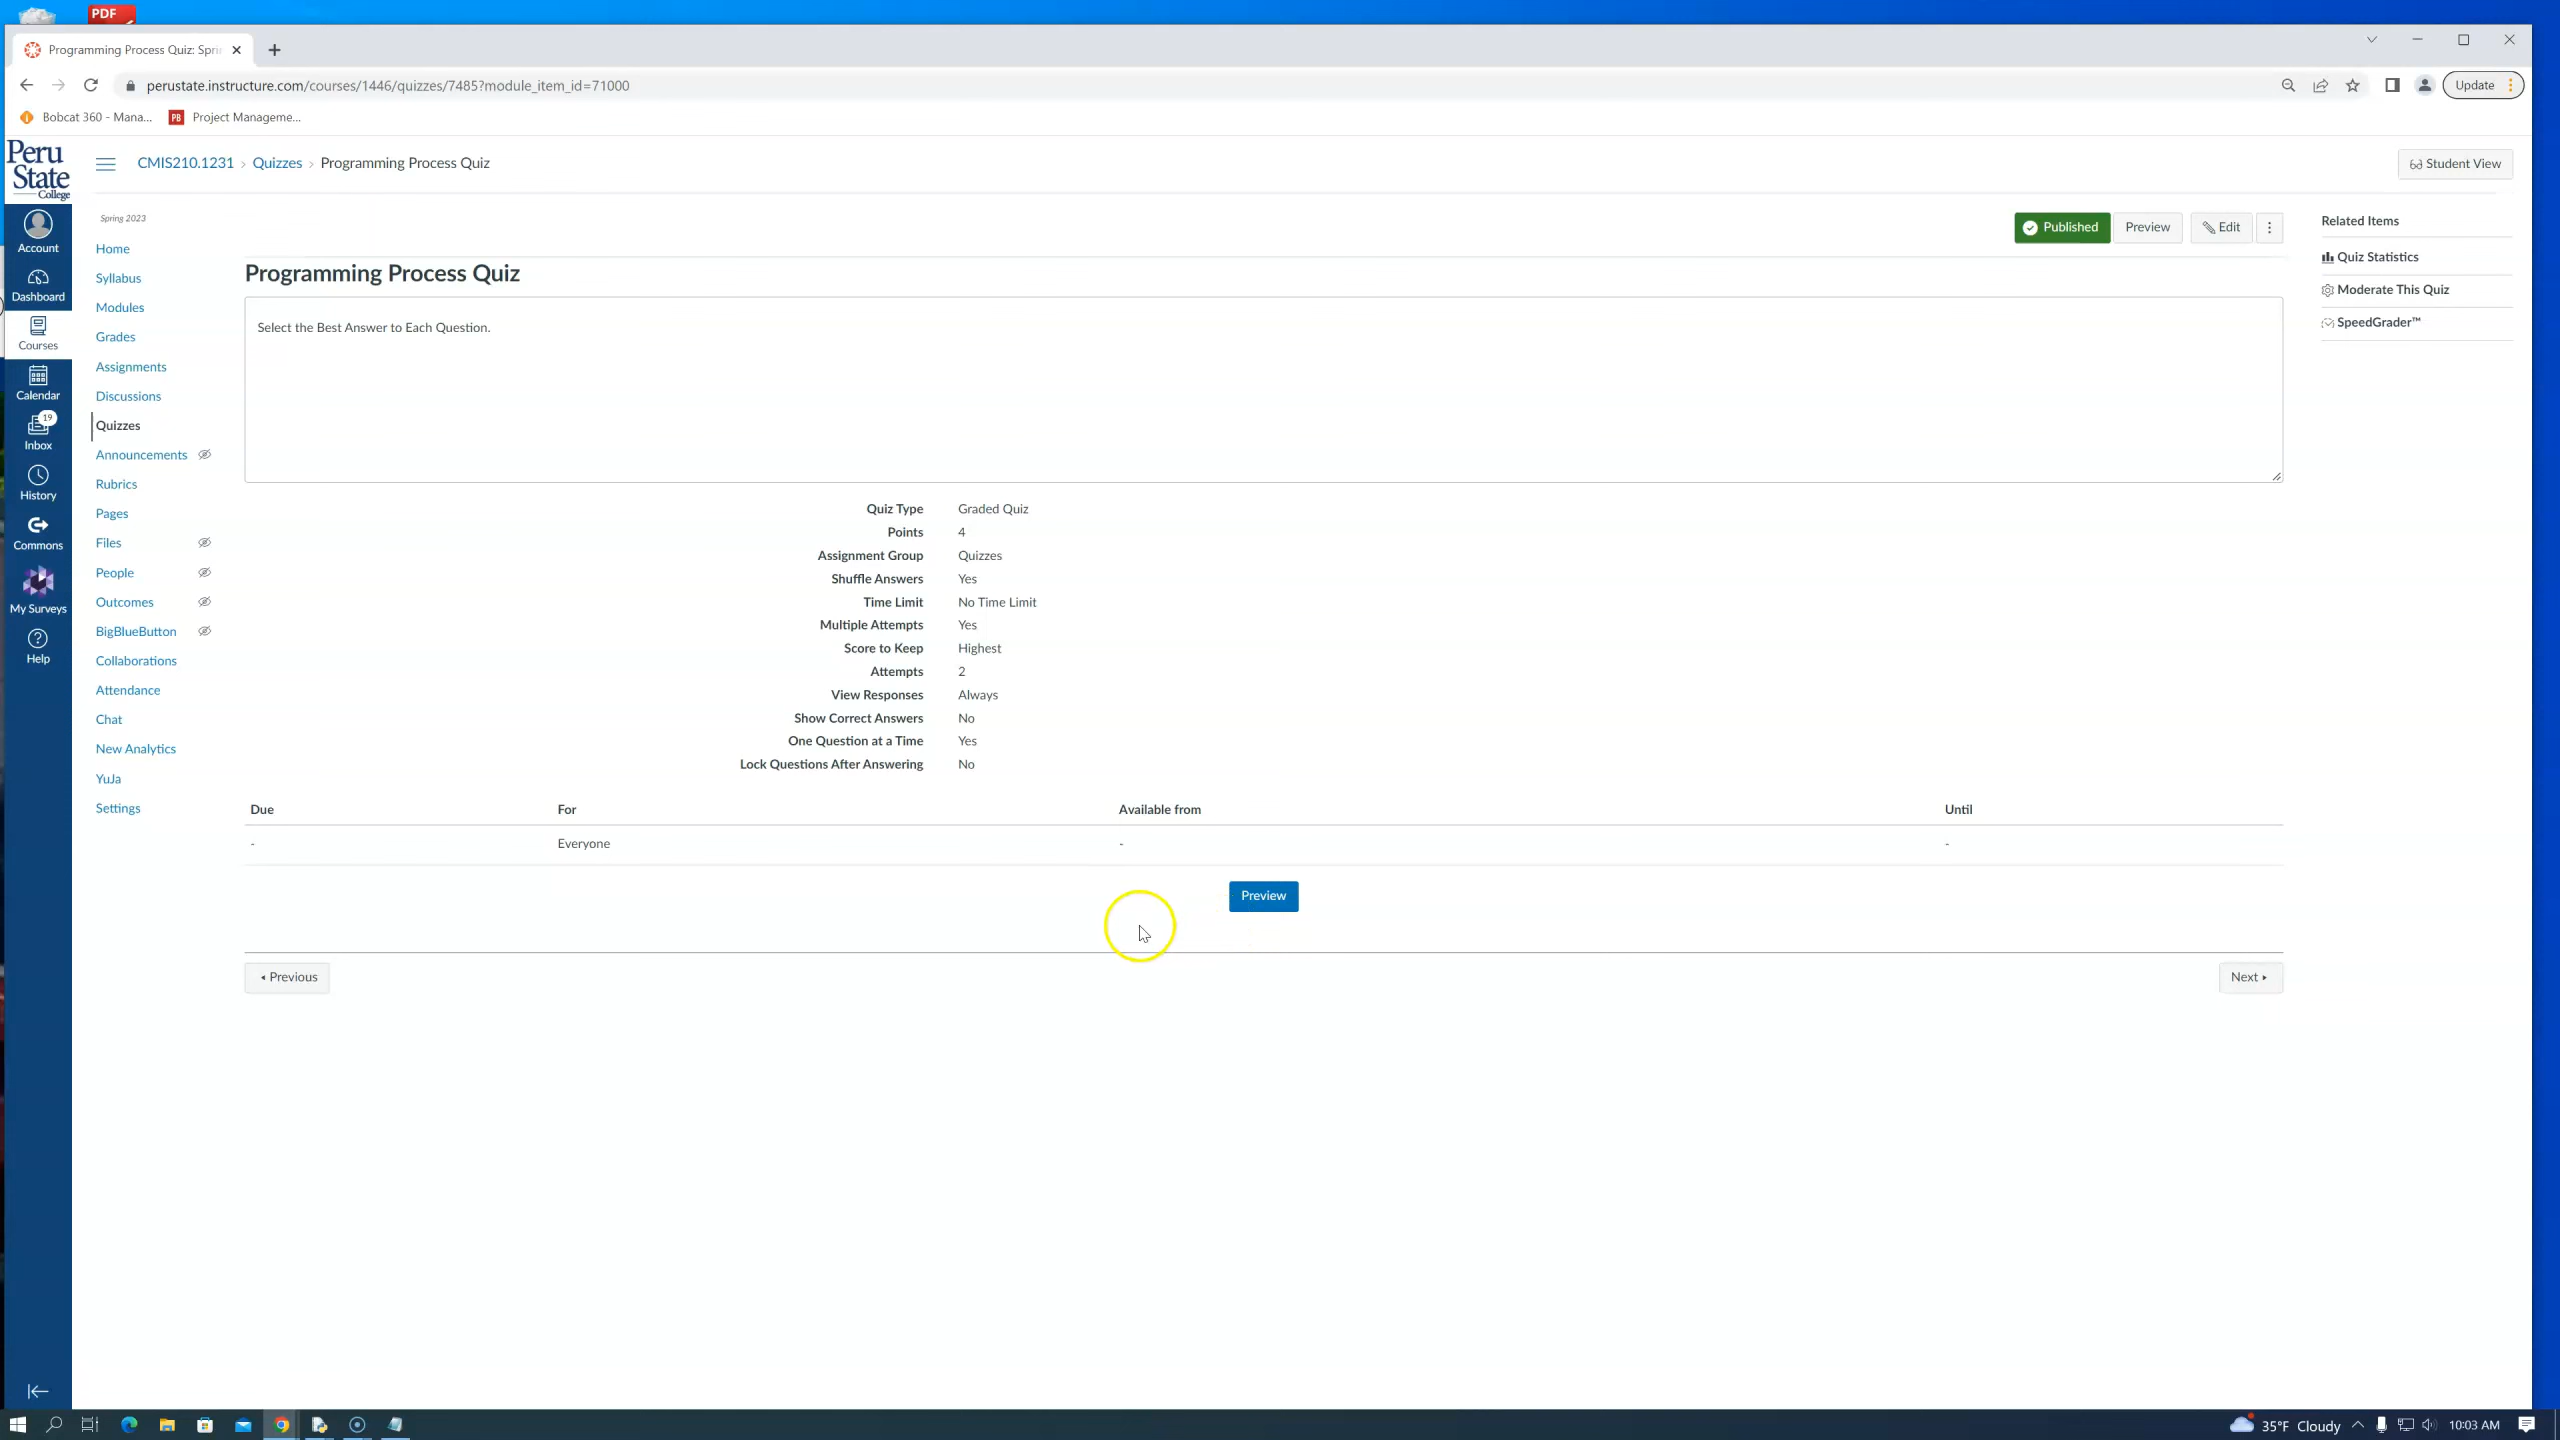 PDF
Programming Process Quiz: Spri
perustate.instructure.com/courses/1446/quizzes/7485?module_item_id=71000
Update
Bobcat 360 - Mana...
PB
Project Manageme...
Peru
State
College
CMIS210.1231 › Quizzes › Programming Process Quiz
Student View
Account
Dashboard
Courses
Calendar
19
Inbox
History
Commons
My Surveys
Help
Spring 2023
Home
Syllabus
Modules
Grades
Assignments
Discussions
Quizzes
Announcements
Rubrics
Pages
Files
People
Outcomes
BigBlueButton
Collaborations
Attendance
Chat
New Analytics
YuJa
Settings
Published
Preview
Edit
Programming Process Quiz
Select the Best Answer to Each Question.
Quiz Type Graded Quiz
Points 4
Assignment Group Quizzes
Shuffle Answers Yes
Time Limit No Time Limit
Multiple Attempts Yes
Score to Keep Highest
Attempts 2
View Responses Always
Show Correct Answers No
One Question at a Time Yes
Lock Questions After Answering No
Due For Available from Until
- Everyone - -
Preview
Previous
Next
Related Items
Quiz Statistics
Moderate This Quiz
SpeedGrader™
35°F Cloudy
10:03 AM